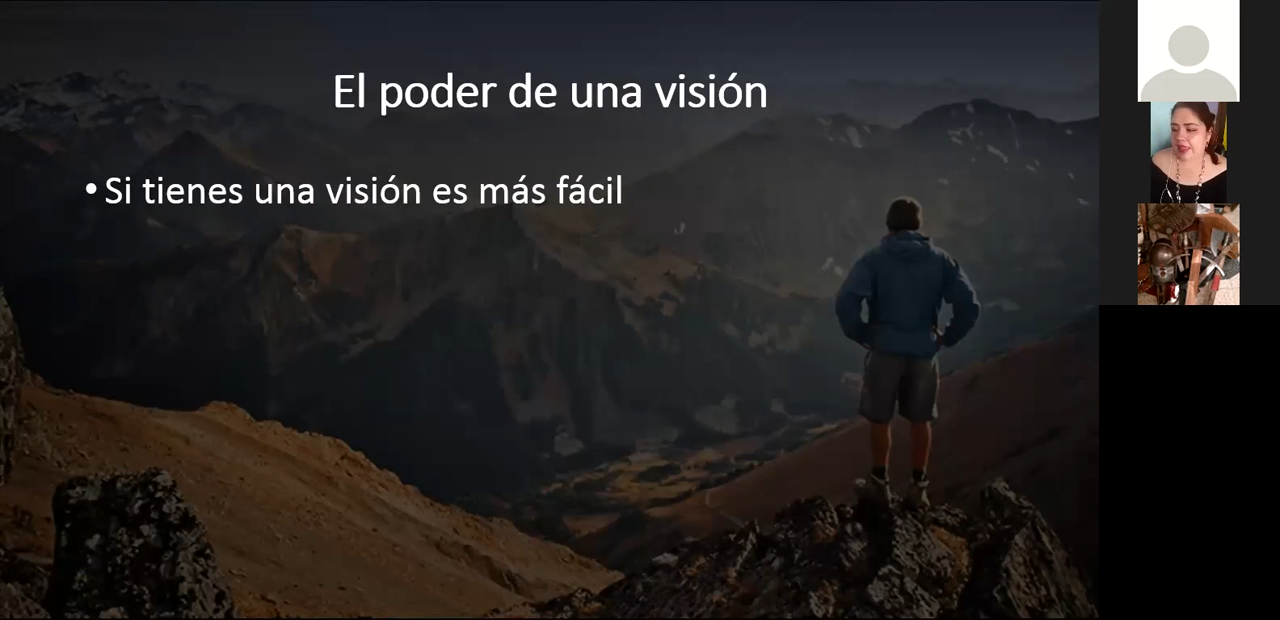 El poder de una visión
• Si tienes una visión es más fácil